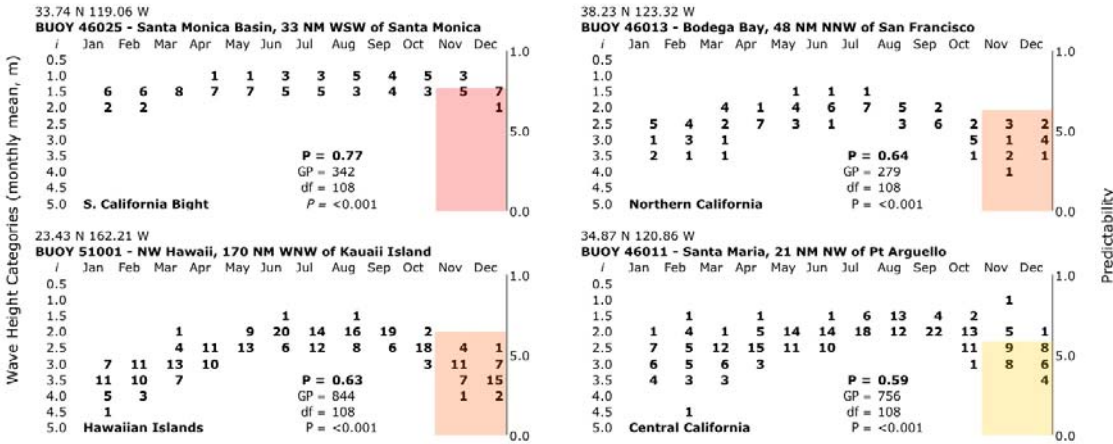 Wave Height Categories (monthly mean, m)
33.74 N 119.06 W
BUOY 46025 - Santa Monica Basin, 33 NM WSW of Santa Monica
i Jan Feb Mar Apr May Jun Jul Aug Sep Oct Nov Dec 1.0
0.5
1.0 1 1 3 3 5 4 5 3
1.5 6 6 8 7 7 5 5 3 4 3 5 7
2.0 2 2 1
2.5 5.0
3.0
3.5 P = 0.77
4.0 GP = 342
4.5 df = 108
5.0 S. California Bight P = <0.001 0.0
38.23 N 123.32 W
BUOY 46013 - Bodega Bay, 48 NM NNW of San Francisco
i Jan Feb Mar Apr May Jun Jul Aug Sep Oct Nov Dec 1.0
0.5
1.0
1.5 1 1 1
2.0 4 1 4 6 7 5 2
2.5 5 4 2 7 3 1 3 6 2 3 2 5.0
3.0 1 3 1 5 1 4
3.5 2 1 1 P = 0.64 1 2 1
4.0 GP = 279 1
4.5 df = 108
5.0 Northern California P = <0.001 0.0
23.43 N 162.21 W
BUOY 51001 - NW Hawaii, 170 NM WNW of Kauaii Island
i Jan Feb Mar Apr May Jun Jul Aug Sep Oct Nov Dec 1.0
0.5
1.0
1.5 1 1
2.0 1 9 20 14 16 19 2
2.5 4 11 13 6 12 8 6 18 4 1 5.0
3.0 7 11 13 10 3 11 7
3.5 11 10 7 P = 0.63 7 15
4.0 5 3 GP = 844 1 2
4.5 1 df = 108
5.0 Hawaiian Islands P = <0.001 0.0
34.87 N 120.86 W
BUOY 46011 - Santa Maria, 21 NM NW of Pt Arguello
i Jan Feb Mar Apr May Jun Jul Aug Sep Oct Nov Dec 1.0
0.5
1.0 1
1.5 1 1 1 6 13 4 2
2.0 1 4 1 5 14 14 18 12 22 13 5 1
2.5 7 5 12 15 11 10 11 9 8 5.0
3.0 6 5 6 3 1 8 6
3.5 4 3 3 P = 0.59 4
4.0 GP = 756
4.5 1 df = 108
5.0 Central California P = <0.001 0.0
Predictability